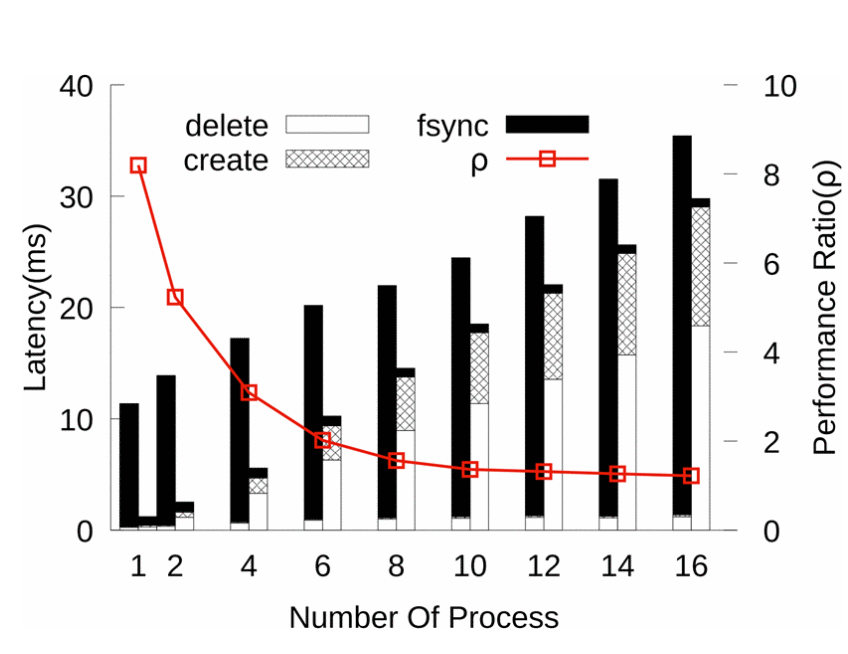 40
10
delete
fsync
create
ρ
8
30
6
20
4
10
2
0
0
Latency(ms)
Performance Ratio(ρ)
1 2 4 6 8 10 12 14 16
Number Of Process